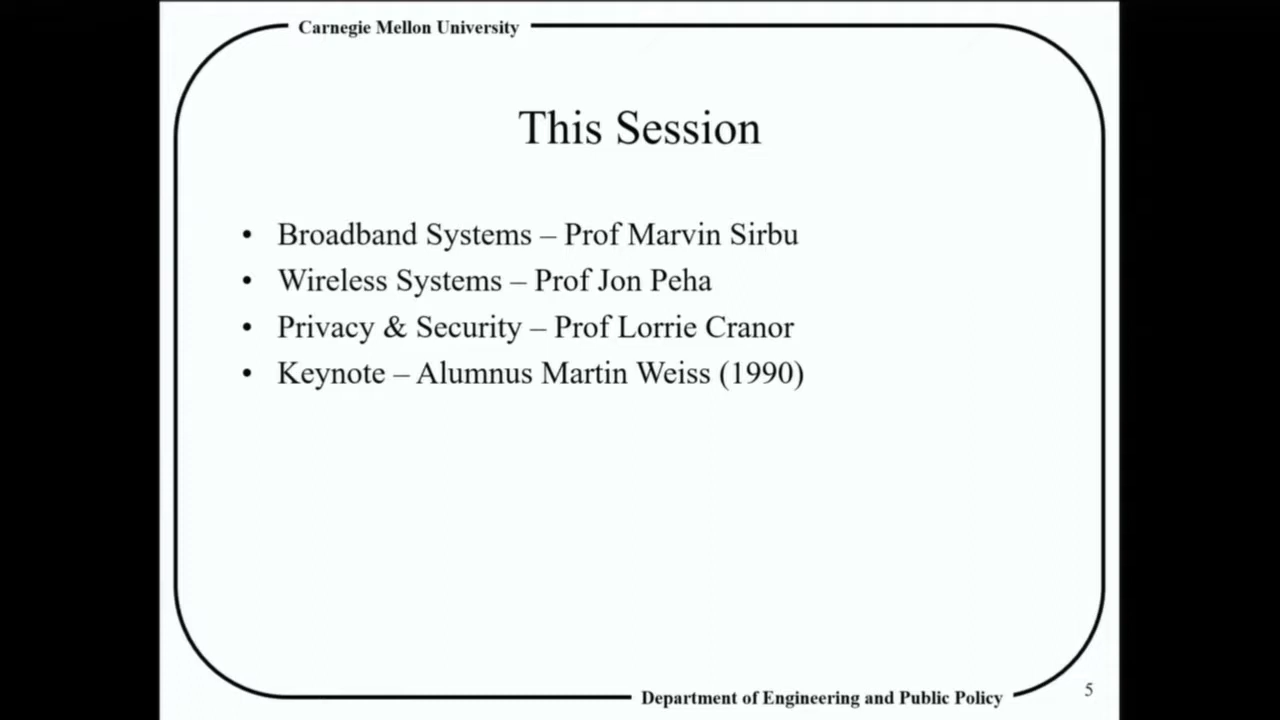 Carnegie Mellon University
This Session
• Broadband Systems – Prof Marvin Sirbu
• Wireless Systems – Prof Jon Peha
• Privacy & Security – Prof Lorrie Cranor
• Keynote – Alumnus Martin Weiss (1990)
Department of Engineering and Public Policy
5